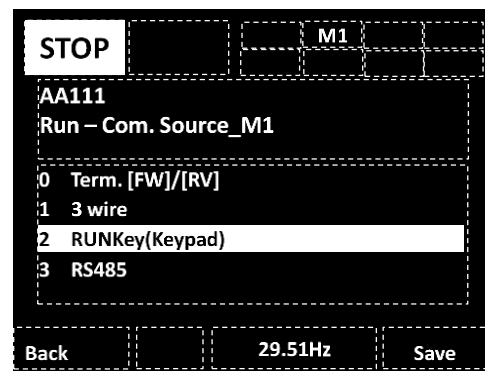 STOP
M1
AA111
Run – Com. Source_M1
0 Term. [FW]/[RV]
1 3 wire
2 RUNKey(Keypad)
3 RS485
Back 29.51Hz Save